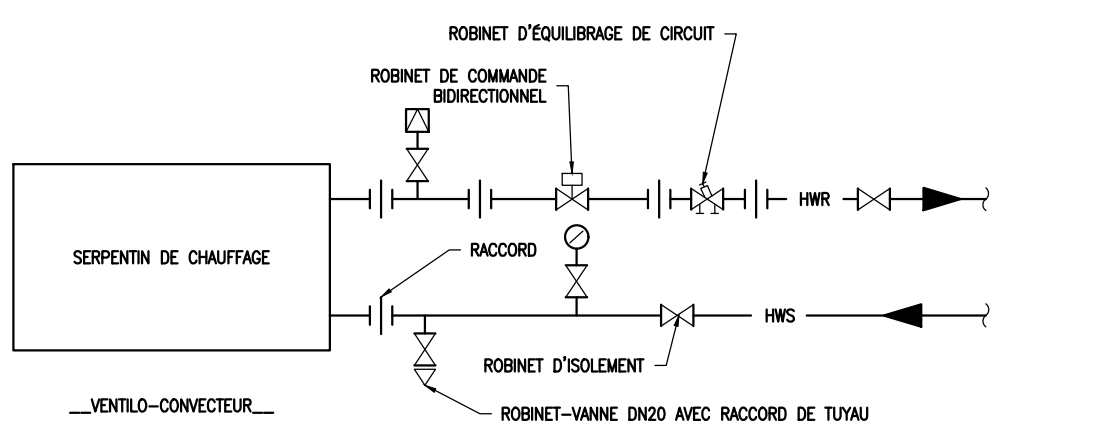 ROBINET D'ÉQUILIBRAGE DE CIRCUIT
ROBINET DE COMMANDE
BIDIRECTIONNEL
HWR
SERPENTIN DE CHAUFFAGE
RACCORD
HWS
ROBINET D'ISOLEMENT
__VENTILO-CONVECTEUR__
ROBINET-VANNE DN20 AVEC RACCORD DE TUYAU